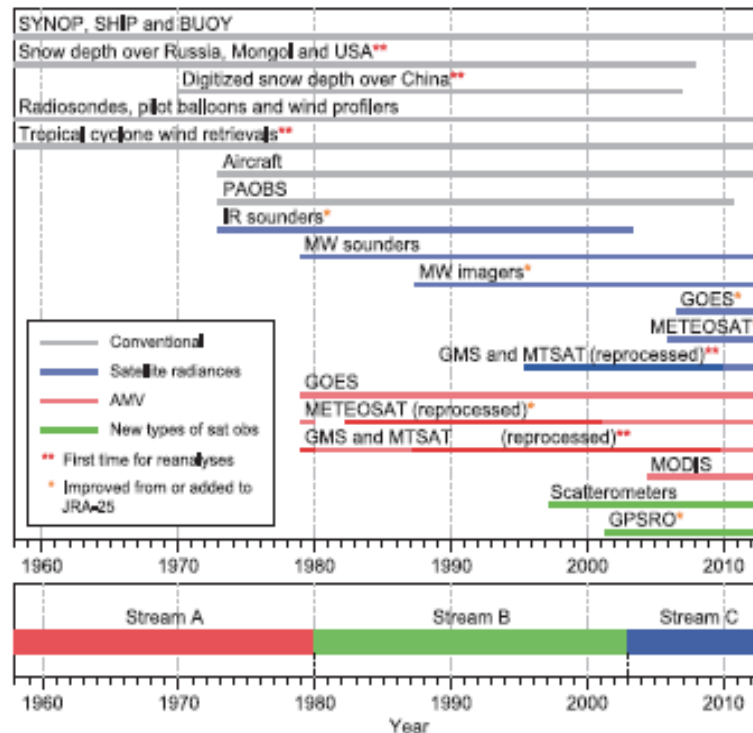 SYNOP, SHIP and BUOY
Snow depth over Russia, Mongol and USA**
Digitized snow depth over China**
Radiosondes, pilot balloons and wind profilers
Tropical cyclone wind retrievals**
Aircraft
PAOBS
IR sounders*
MW sounders
MW imagers*
GOES*
METEOSAT
GMS and MTSAT (reprocessed)**
GOES
METEOSAT (reprocessed)*
GMS and MTSAT (reprocessed)**
MODIS
Scatterometers
GPSRO*
Conventional
Satellite radiances
AMV
New types of sat obs
** First time for reanalyses
* Improved from or added to
JRA-25
1960 1970 1980 1990 2000 2010
Stream A Stream B Stream C
1960 1970 1980 1990 2000 2010
Year